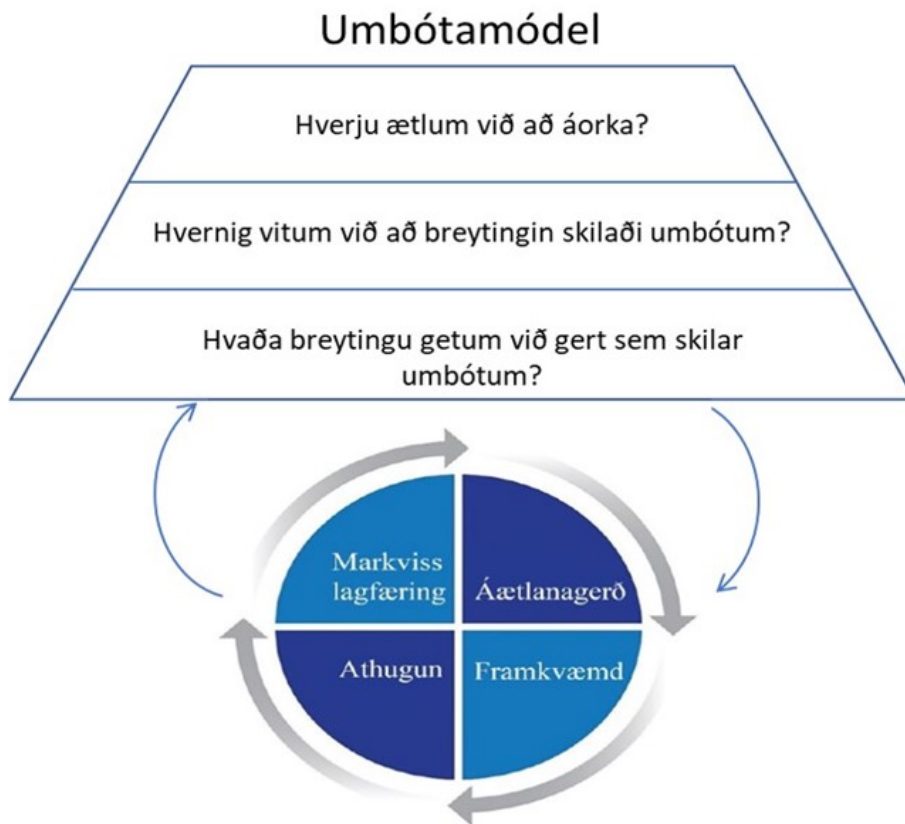 Umbótamódel
Hverju ætlum við að áorka?
Hvernig vitum við að breytingin skilaði umbótum?
Hvaða breytingu getum við gert sem skilar
umbótum?
Markviss
lagfæring
Áætlanagerð
Athugun
Framkvæmd